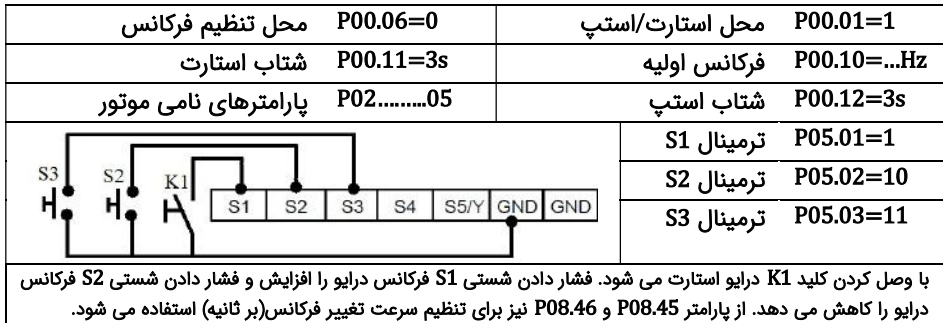 P00.01=1 محل استارت/استپ P00.06=0 محل تنظیم فرکانس
P00.10=...Hz فرکانس اولیه P00.11=3s شتاب استارت
P00.12=3s شتاب استپ P02.........05 پارامترهای نامی موتور
P05.01=1 ترمینال S1
P05.02=10 ترمینال S2
P05.03=11 ترمینال S3
S3 S2 K1
S1 S2 S3 S4 S5/Y GND GND
با وصل کردن کلید K1 درایو استارت می شود. فشار دادن شستی S1 فرکانس درایو را افزایش و فشار دادن شستی S2 فرکانس
درایو را کاهش می دهد. از پارامتر P08.45 و P08.46 نیز برای تنظیم سرعت تغییر فرکانس(بر ثانیه) استفاده می شود.